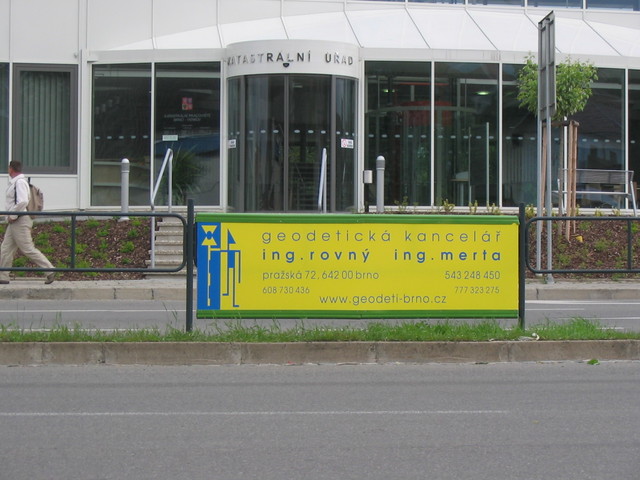 KATASTRÁLNÍ ÚŘAD
geodetická kancelář
ing.rovný ing.merta
pražská 72, 642 00 brno 543 248 450
608 730 436 777 323 275
www.geodeti-brno.cz